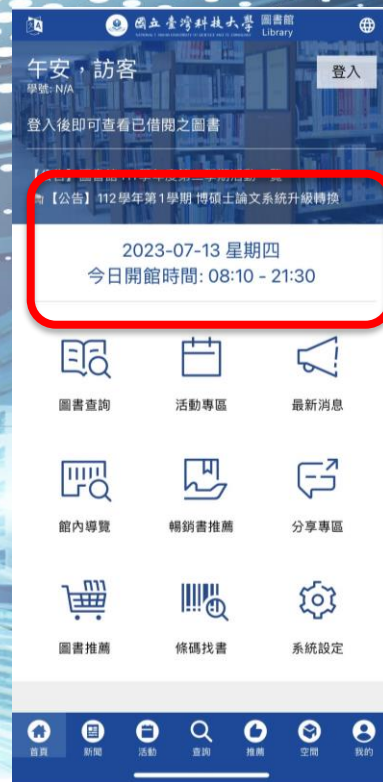 國立臺灣科技大學 圖書館
Library
午安，訪客
學號: N/A
登入
登入後即可查看已借閱之圖書
【公告】112學年第1學期 博碩士論文系統升級轉換
2023-07-13 星期四
今日開館時間: 08:10 - 21:30
圖書查詢 活動專區 最新消息
館內導覽 暢銷書推薦 分享專區
圖書推薦 條碼找書 系統設定
首頁 新聞 活動 查詢 推薦 空間 我的